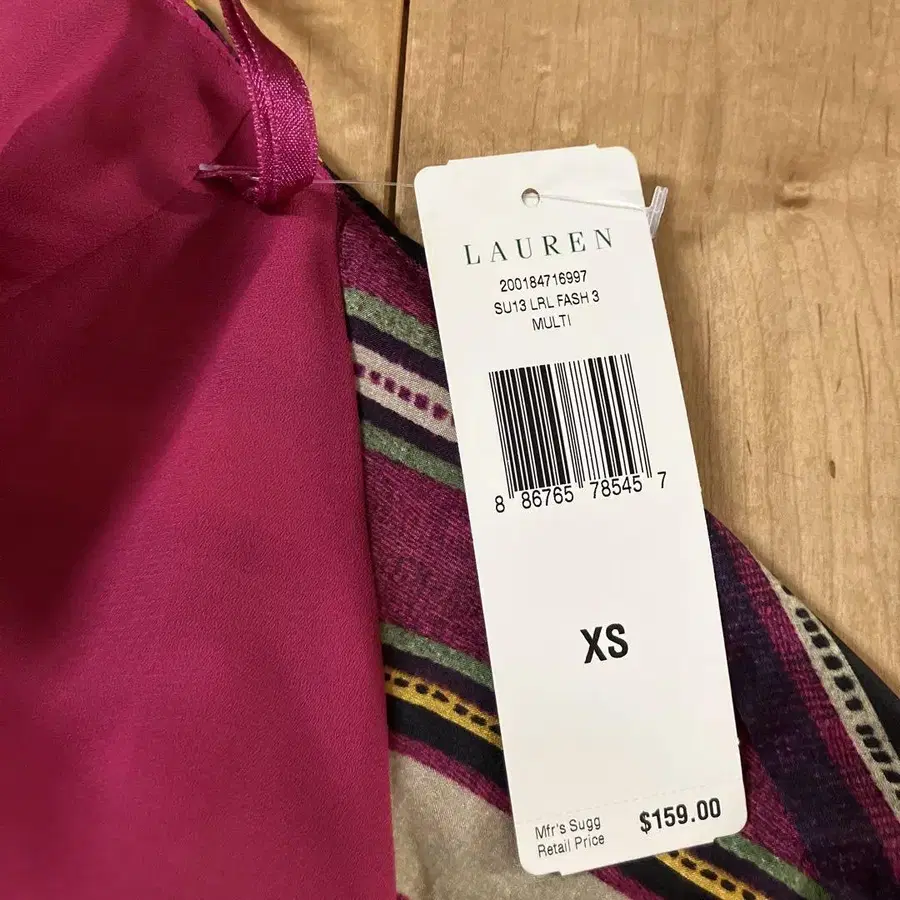 LAUREN
200184716997
SU13 LRL FASH 3
MULTI
8 86765 78545 7
XS
Mfr's Sugg
Retail Price $159.00